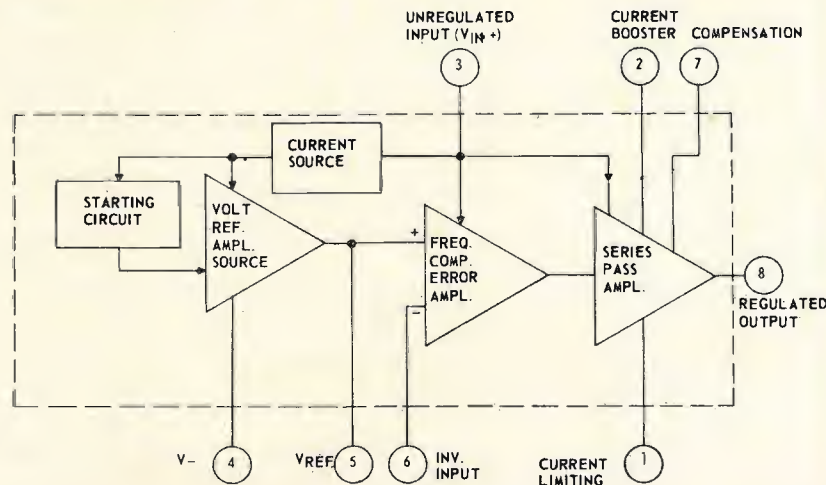 UNREGULATED
INPUT (VIN+)
3
CURRENT
BOOSTER
2
COMPENSATION
7
CURRENT
SOURCE
STARTING
CIRCUIT
VOLT
REF.
AMPL.
SOURCE
+
FREQ.
COMP.
ERROR
AMPL.
−
SERIES
PASS
AMPL.
8
REGULATED
OUTPUT
V−
4
VREF.
5
6
INV.
INPUT
CURRENT
LIMITING
1